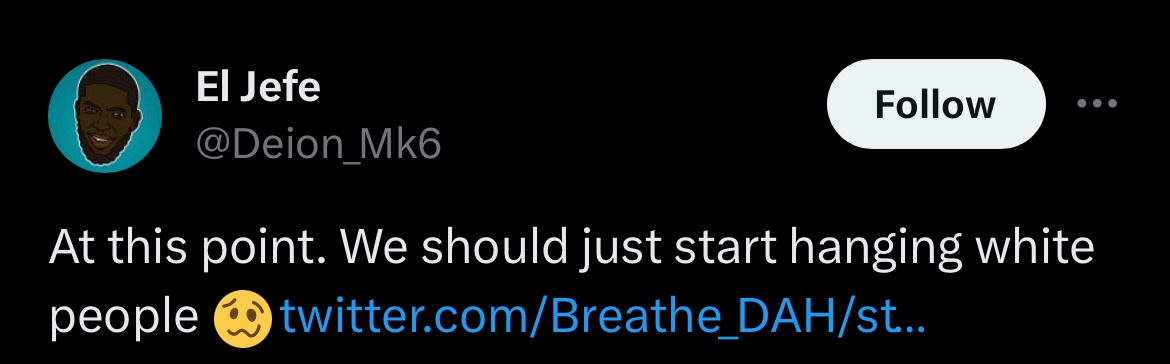 El Jefe
@Deion_Mk6
Follow
At this point. We should just start hanging white
people 🥴 twitter.com/Breathe_DAH/st...